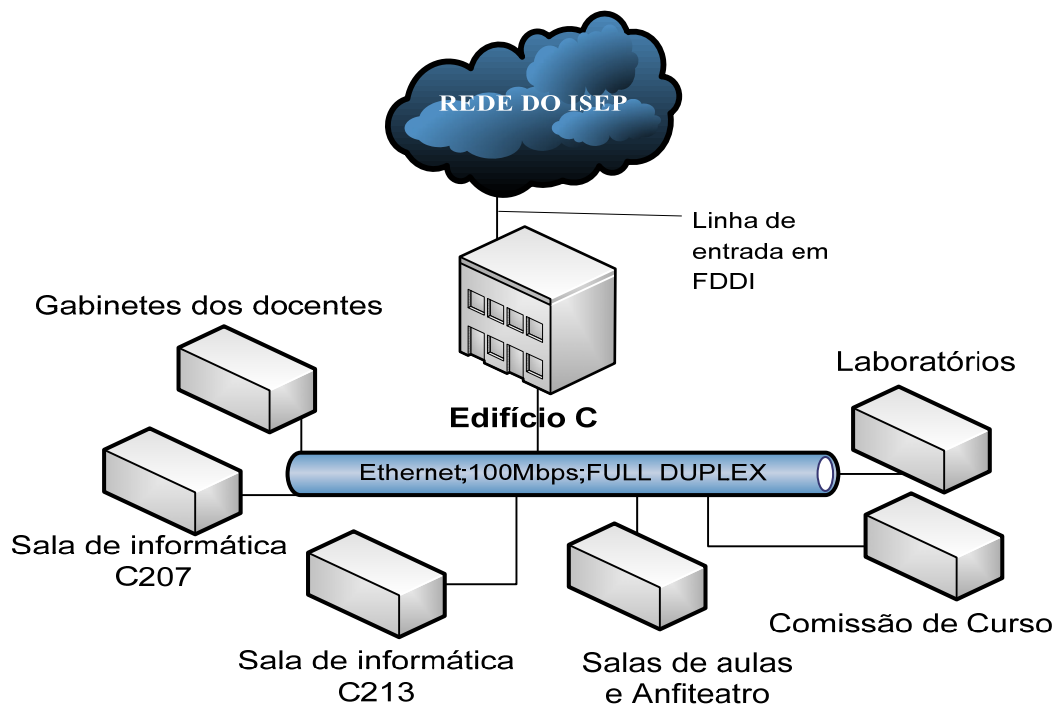 REDE DO ISEP
Linha de
entrada em
FDDI
Gabinetes dos docentes
Laboratórios
Edifício C
Ethernet;100Mbps;FULL DUPLEX
Sala de informática
C207
Comissão de Curso
Sala de informática
C213
Salas de aulas
e Anfiteatro